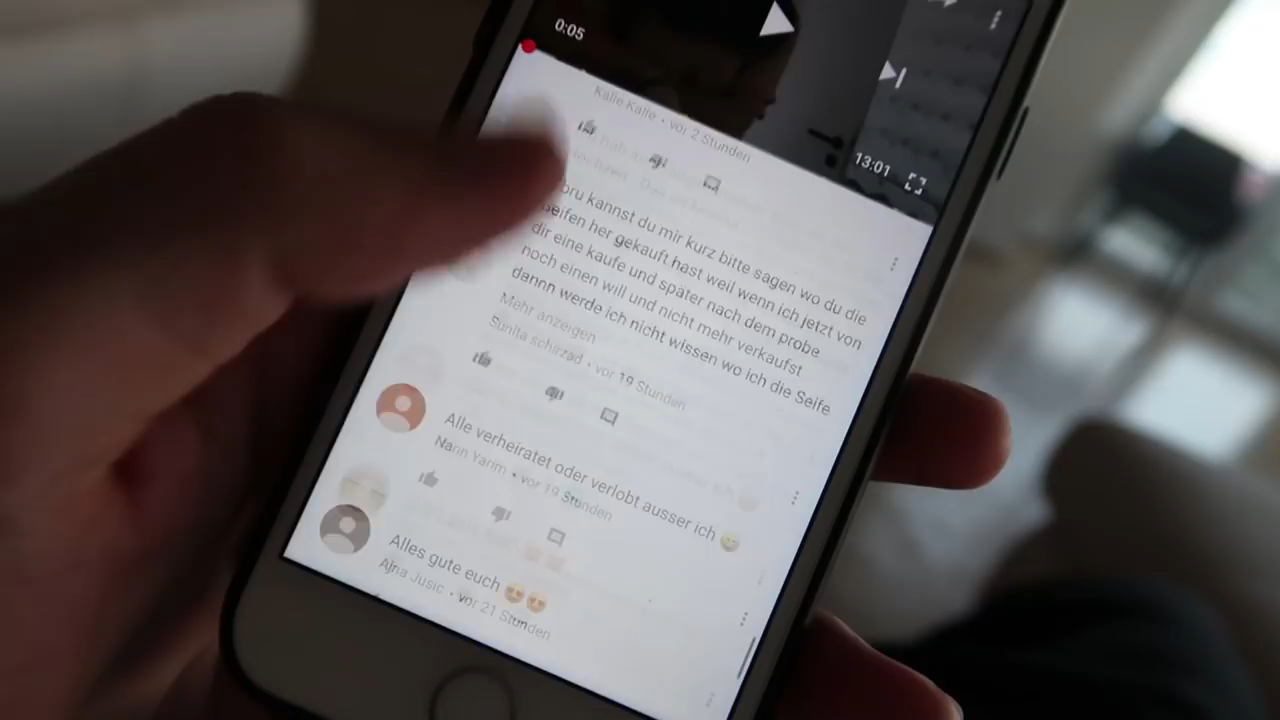 0:05
13:01
Kalle Kalle • vor 2 Stunden
bru kannst du mir kurz bitte sagen wo du die
Seifen her gekauft hast weil wenn ich jetzt von
dir eine kaufe und später nach dem probe
noch einen will und nicht mehr verkaufst
dannn werde ich nicht wissen wo ich die Seife
Mehr anzeigen
Sunita schirzad • vor 19 Stunden
Alle verheiratet oder verlobt ausser ich 😅
Narin Yarim • vor 19 Stunden
Alles gute euch 😍😍
Ajna Jusic • vor 21 Stunden